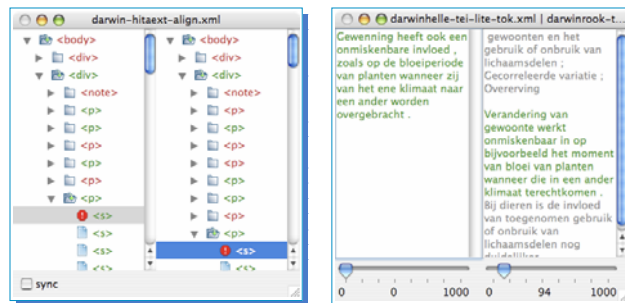 darwin-hitaext-align.xml
<body>
<div>
<div>
<note>
<p>
<p>
<p>
<p>
<p>
<p>
<s>
<s>
<s>
<s>
<body>
<div>
<div>
<note>
<p>
<p>
<p>
<p>
<p>
<p>
<p>
<p>
<s>
<s>
sync
darwinhelle-tei-lite-tok.xml | darwinrook-t...
Gewenning heeft ook een
onmiskenbare invloed ,
zoals op de bloeiperiode
van planten wanneer zij
van het ene klimaat naar
een ander worden
overgebracht .
gewoonten en het
gebruik of onbruik van
lichaamsdelen ;
Gecorreleerde variatie ;
Overerving
Verandering van
gewoonte werkt
onmiskenbaar in op
bijvoorbeeld het moment
van bloei van planten
wanneer die in een ander
klimaat terechtkomen .
Bij dieren is de invloed
van toegenomen gebruik
of onbruik van
lichaamsdelen nog
duidelijker
0 0 1000
0 94 1000